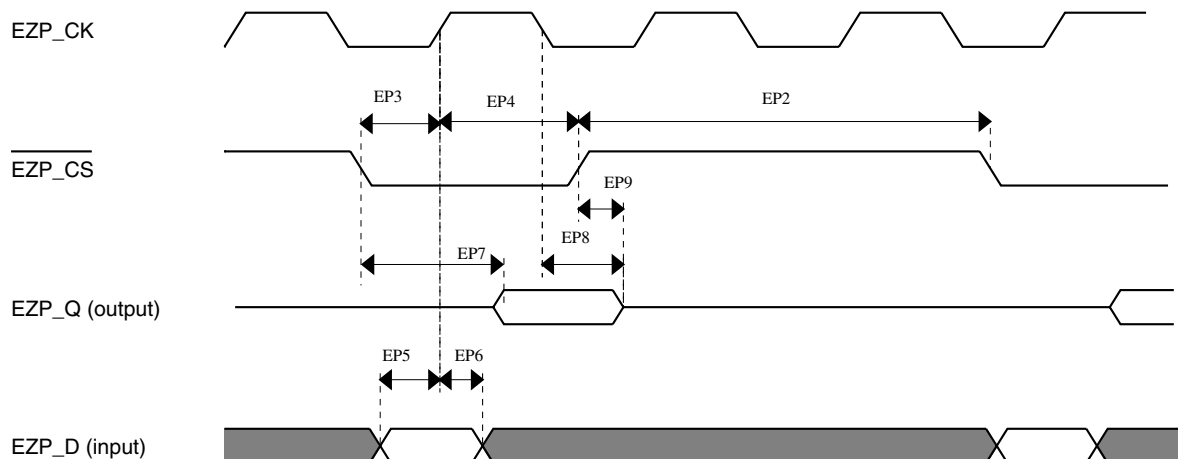 EZP_CK
EP3
EP4
EP2
EZP_CS
EP9
EP8
EP7
EZP_Q (output)
EP5
EP6
EZP_D (input)